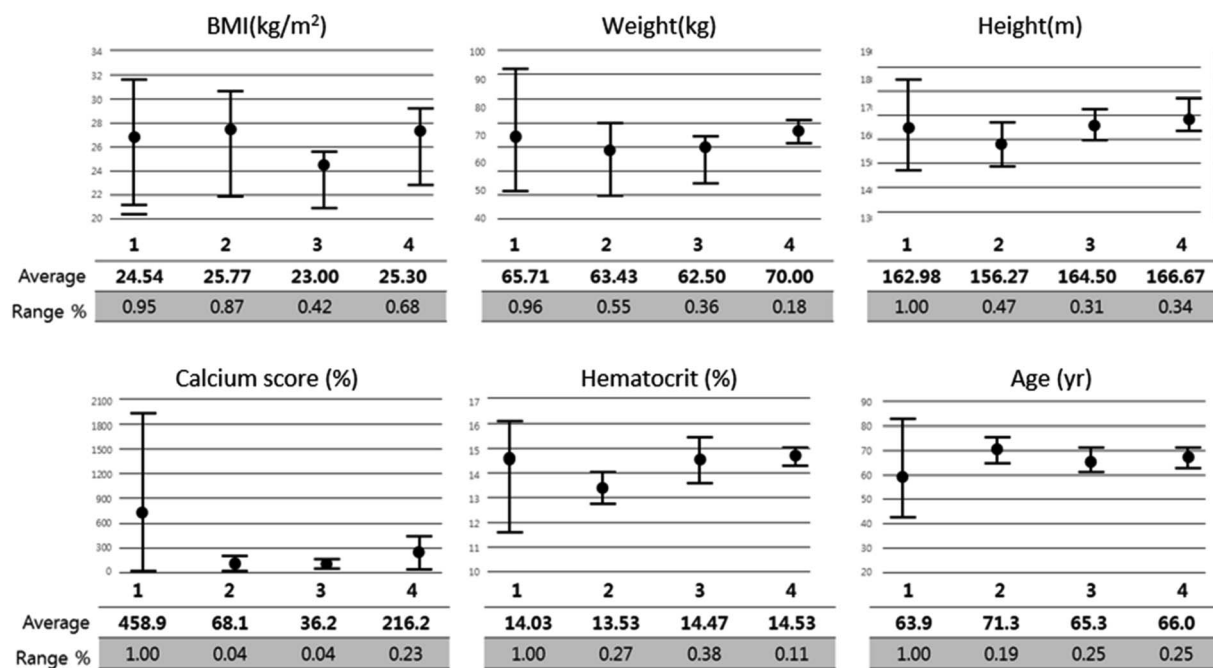 BMI(kg/m²) Weight(kg) Height(m)
34 100 190
32 90 180
30 80 170
28 70 160
26 60 150
24 50 140
22 40 130
20
1 2 3 4 1 2 3 4 1 2 3 4
Average 24.54 25.77 23.00 25.30 65.71 63.43 62.50 70.00 162.98 156.27 164.50 166.67
Range % 0.95 0.87 0.42 0.68 0.96 0.55 0.36 0.18 1.00 0.47 0.31 0.34
Calcium score (%) Hematocrit (%) Age (yr)
2100 17 90
1800 16 80
1500 15 70
1200 14 60
900 13 50
600 12 40
300 11 30
0 10 20
1 2 3 4 1 2 3 4 1 2 3 4
Average 458.9 68.1 36.2 216.2 14.03 13.53 14.47 14.53 63.9 71.3 65.3 66.0
Range % 1.00 0.04 0.04 0.23 1.00 0.27 0.38 0.11 1.00 0.19 0.25 0.25